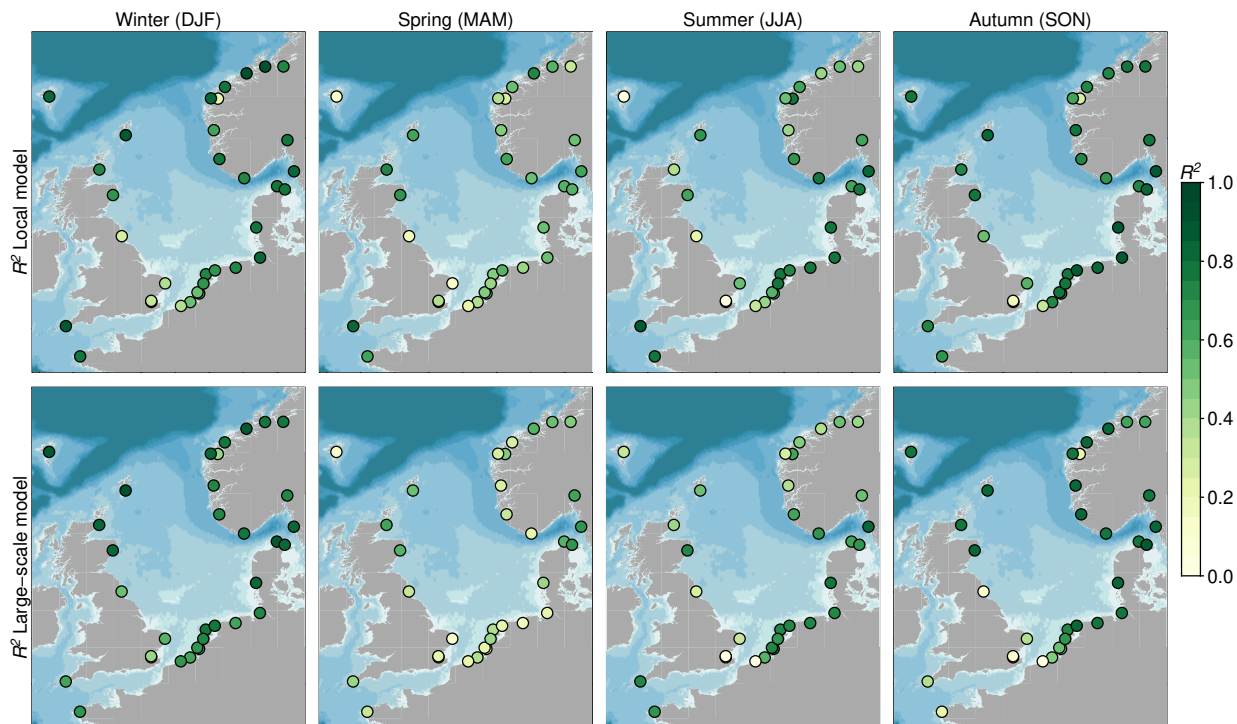 Winter (DJF)
Spring (MAM)
Summer (JJA)
Autumn (SON)
R² Local model
R² Large−scale model
R²
1.0
0.8
0.6
0.4
0.2
0.0